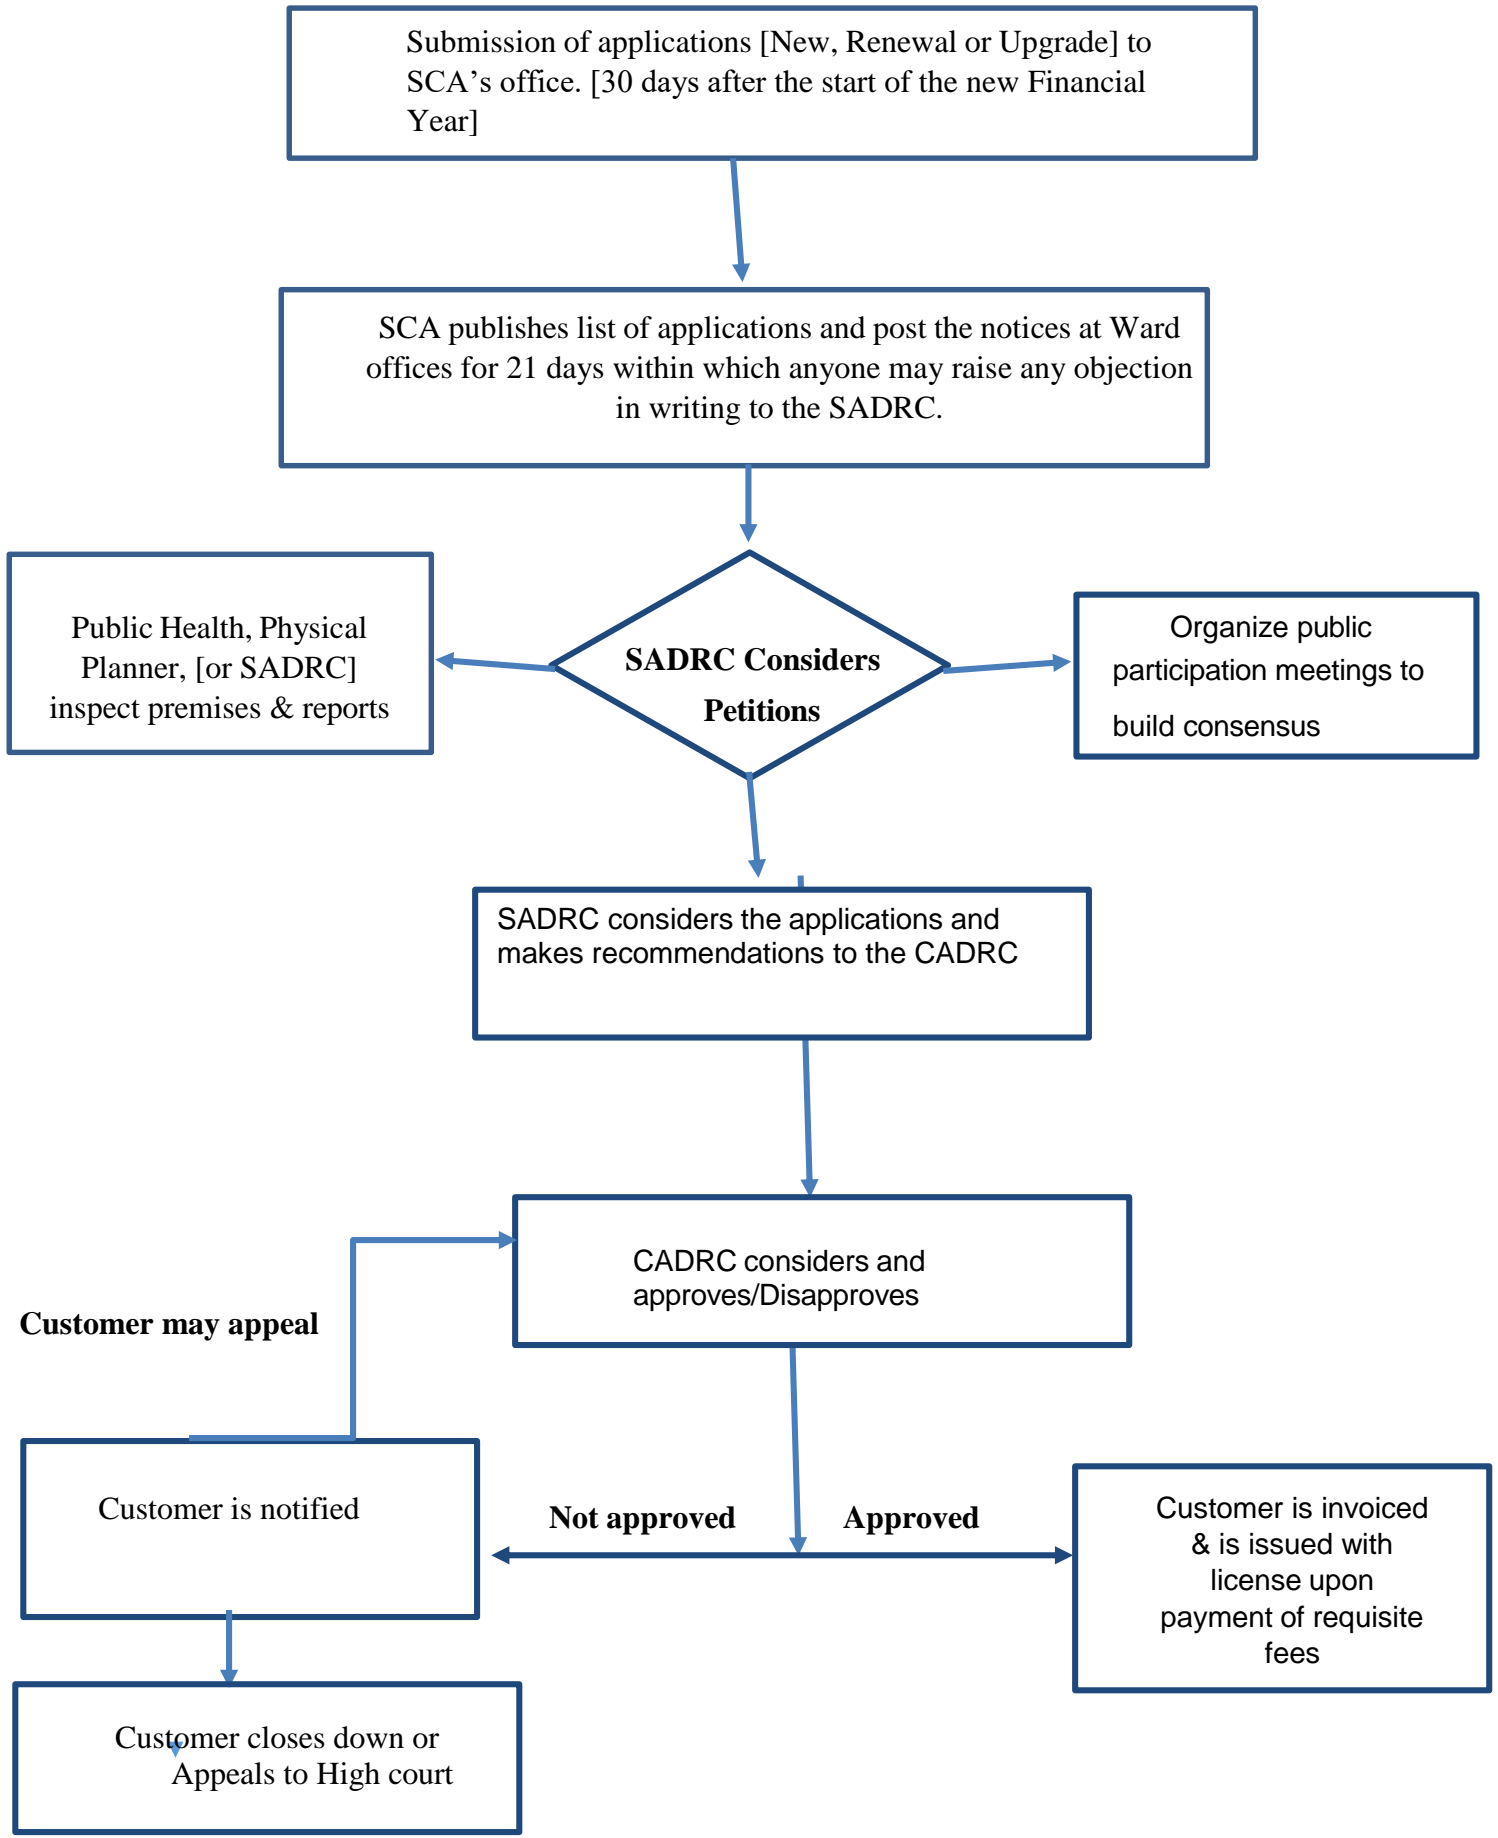 Submission of applications [New, Renewal or Upgrade] to
SCA’s office. [30 days after the start of the new Financial
Year]
SCA publishes list of applications and post the notices at Ward
offices for 21 days within which anyone may raise any objection
in writing to the SADRC.
Public Health, Physical
Planner, [or SADRC]
inspect premises & reports
SADRC Considers
Petitions
Organize public
participation meetings to
build consensus
SADRC considers the applications and
makes recommendations to the CADRC
CADRC considers and
approves/Disapproves
Customer may appeal
Customer is notified
Not approved
Approved
Customer is invoiced
& is issued with
license upon
payment of requisite
fees
Customer closes down or
Appeals to High court